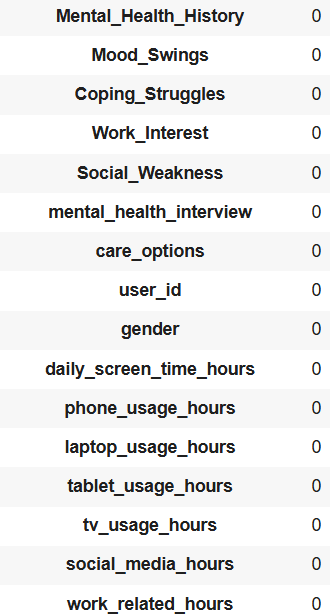 Mental_Health_History 0
Mood_Swings 0
Coping_Struggles 0
Work_Interest 0
Social_Weakness 0
mental_health_interview 0
care_options 0
user_id 0
gender 0
daily_screen_time_hours 0
phone_usage_hours 0
laptop_usage_hours 0
tablet_usage_hours 0
tv_usage_hours 0
social_media_hours 0
work_related_hours 0